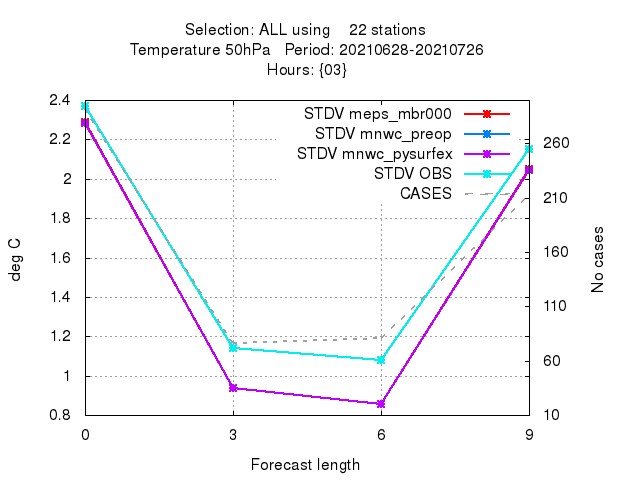 Selection: ALL using    22 stations
Temperature 50hPa   Period: 20210628-20210726
Hours: {03}
STDV meps_mbr000
STDV mnwc_preop
STDV mnwc_pysurfex
STDV OBS
CASES
deg C
2.4
2.2
2
1.8
1.6
1.4
1.2
1
0.8
260
210
160
110
60
10
No cases
0 3 6 9
Forecast length